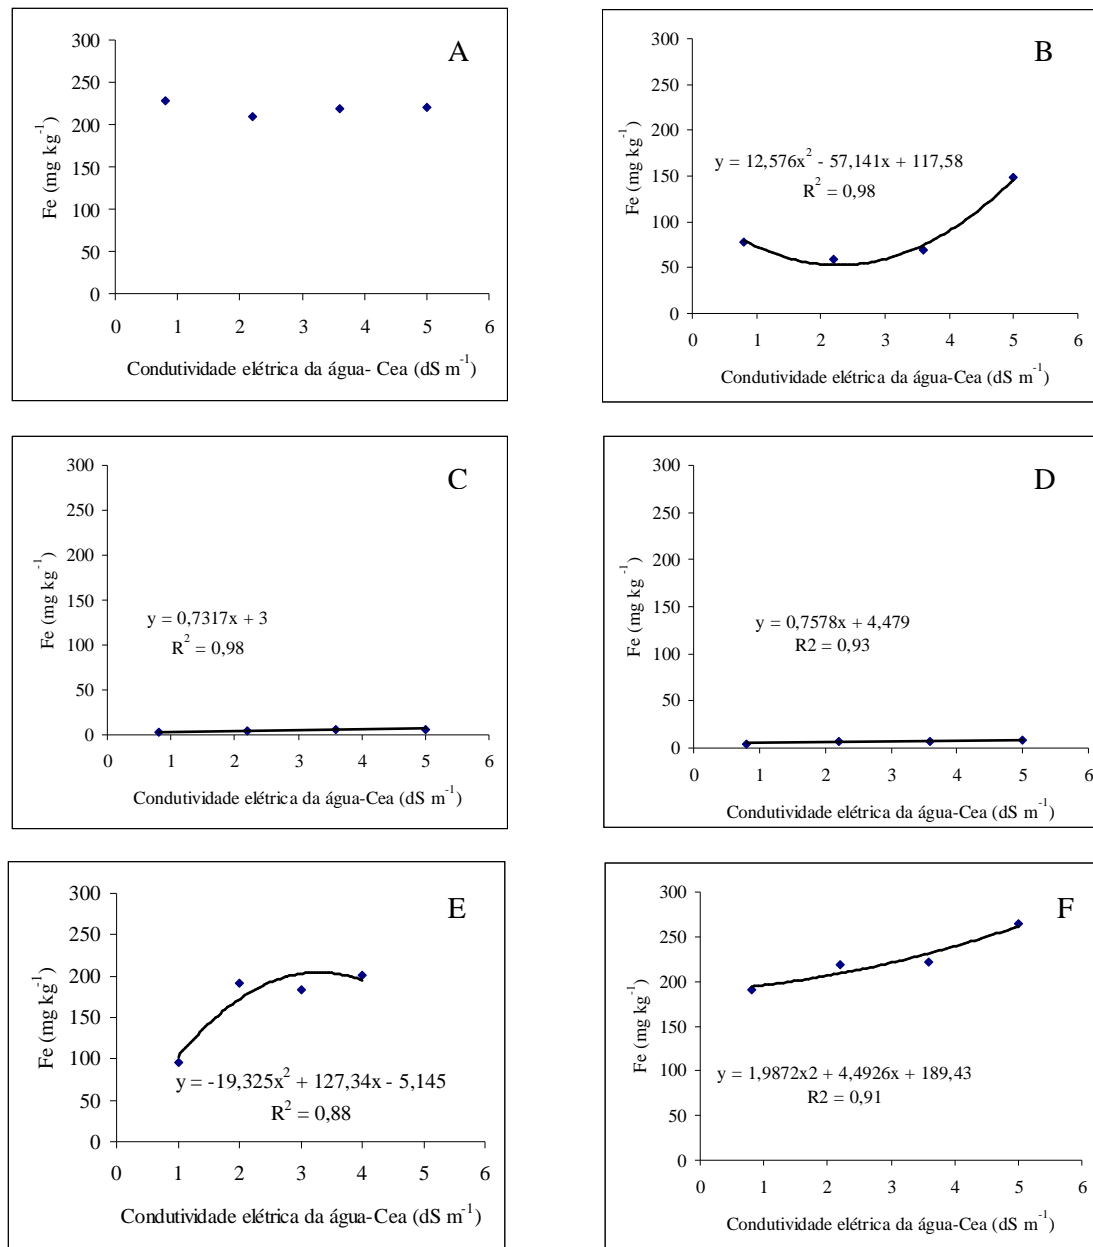 A
300
250
200
150
100
50
0
0 1 2 3 4 5 6
Fe (mg kg⁻¹)
Condutividade elétrica da água- Cea (dS m⁻¹)
B
300
250
200
150
100
50
0
0 1 2 3 4 5 6
Fe (mg kg⁻¹)
y = 12,576x² - 57,141x + 117,58
R² = 0,98
Condutividade elétrica da água-Cea (dS m⁻¹)
C
300
250
200
150
100
50
0
0 1 2 3 4 5 6
Fe (mg kg⁻¹)
y = 0,7317x + 3
R² = 0,98
Condutividade elétrica da água-Cea (dS m⁻¹)
D
300
250
200
150
100
50
0
0 1 2 3 4 5 6
Fe (mg kg⁻¹)
y = 0,7578x + 4,479
R2 = 0,93
Condutividade elétrica da água-Cea (dS m⁻¹)
E
300
250
200
150
100
50
0
0 1 2 3 4 5 6
Fe (mg kg⁻¹)
y = -19,325x² + 127,34x - 5,145
R² = 0,88
Condutividade elétrica da água-Cea (dS m⁻¹)
F
300
250
200
150
100
50
0
0 1 2 3 4 5 6
Fe (mg kg⁻¹)
y = 1,9872x2 + 4,4926x + 189,43
R2 = 0,91
Condutividade elétrica da água-Cea (dS m⁻¹)